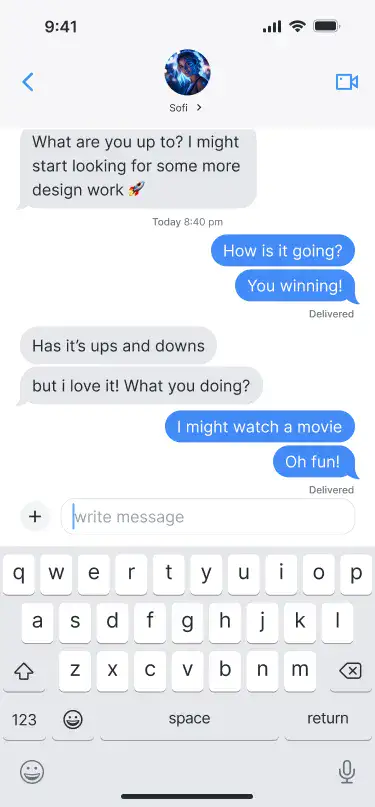 9:41
Sofi
What are you up to? I might
start looking for some more
design work 🚀
Today 8:40 pm
How is it going?
You winning!
Delivered
Has it’s ups and downs
but i love it! What you doing?
I might watch a movie
Oh fun!
Delivered
+
write message
q w e r t y u i o p
a s d f g h j k l
z x c v b n m
123 space return